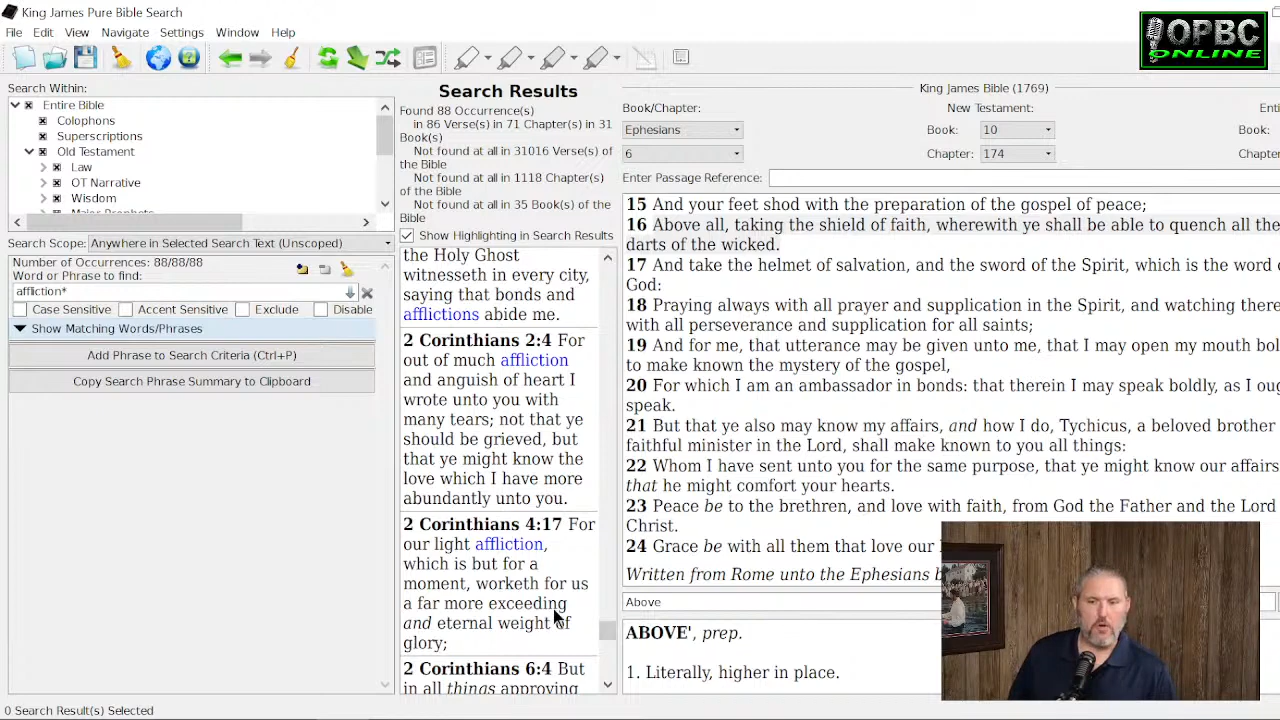 King James Pure Bible Search
OPBC
ONLINE
File Edit View Navigate Settings Window Help
Search Within:
Entire Bible
Colophons
Superscriptions
Old Testament
Law
OT Narrative
Wisdom
Major Prophets
Search Scope: Anywhere in Selected Search Text (Unscoped)
Number of Occurrences: 88/88/88
Word or Phrase to find:
affliction*
Case Sensitive Accent Sensitive Exclude Disable
Show Matching Words/Phrases
Add Phrase to Search Criteria (Ctrl+P)
Copy Search Phrase Summary to Clipboard
Search Results
Found 88 Occurrence(s)
in 86 Verse(s) in 71 Chapter(s) in 31
Book(s)
Not found at all in 31016 Verse(s) of
the Bible
Not found at all in 1118 Chapter(s)
of the Bible
Not found at all in 35 Book(s) of the
Bible
Show Highlighting in Search Results
the Holy Ghost
witnesseth in every city,
saying that bonds and
afflictions abide me.
2 Corinthians 2:4 For
out of much affliction
and anguish of heart I
wrote unto you with
many tears; not that ye
should be grieved, but
that ye might know the
love which I have more
abundantly unto you.
2 Corinthians 4:17 For
our light affliction,
which is but for a
moment, worketh for us
a far more exceeding
and eternal weight of
glory;
2 Corinthians 6:4 But
in all things approving
King James Bible (1769)
Book/Chapter: New Testament: Enti
Ephesians Book: 10 Book:
6 Chapter: 174 Chapte
Enter Passage Reference:
15 And your feet shod with the preparation of the gospel of peace;
16 Above all, taking the shield of faith, wherewith ye shall be able to quench all the
darts of the wicked.
17 And take the helmet of salvation, and the sword of the Spirit, which is the word o
God:
18 Praying always with all prayer and supplication in the Spirit, and watching there
with all perseverance and supplication for all saints;
19 And for me, that utterance may be given unto me, that I may open my mouth bol
to make known the mystery of the gospel,
20 For which I am an ambassador in bonds: that therein I may speak boldly, as I oug
speak.
21 But that ye also may know my affairs, and how I do, Tychicus, a beloved brother
faithful minister in the Lord, shall make known to you all things:
22 Whom I have sent unto you for the same purpose, that ye might know our affairs
that he might comfort your hearts.
23 Peace be to the brethren, and love with faith, from God the Father and the Lord
Christ.
24 Grace be with all them that love our
Written from Rome unto the Ephesians b
Above
ABOVE', prep.
1. Literally, higher in place.
0 Search Result(s) Selected